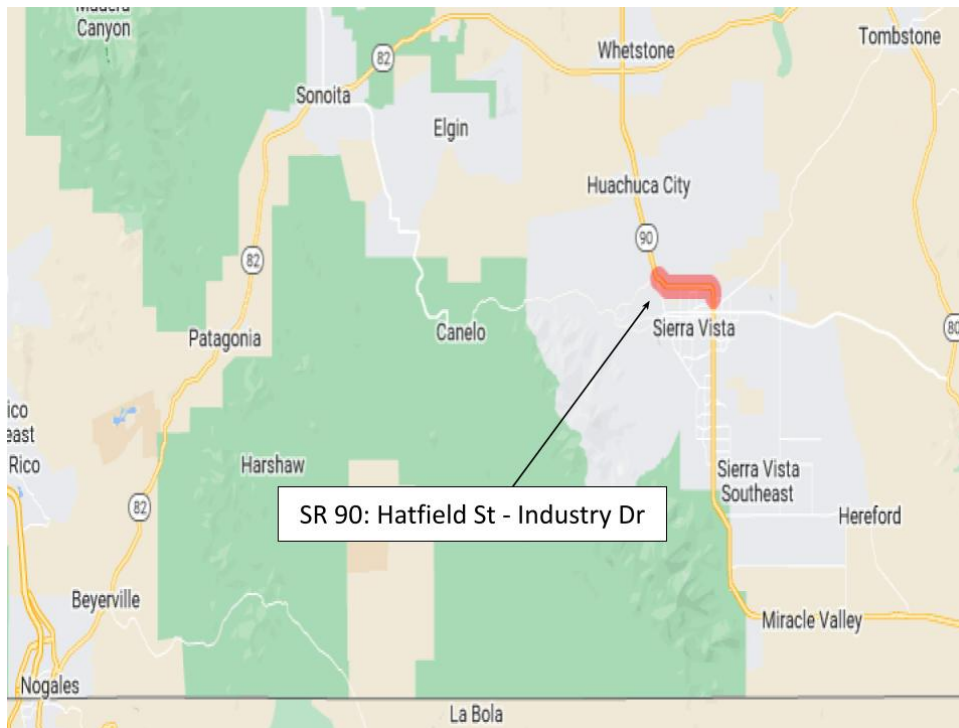 Madera
Canyon
82
Whetstone
Tombstone
Sonoita
Elgin
Huachuca City
90
82
Patagonia
Canelo
Sierra Vista
80
ico
east
Rico
Harshaw
Sierra Vista
Southeast
82
SR 90: Hatfield St - Industry Dr
Hereford
Beyerville
Miracle Valley
Nogales
La Bola